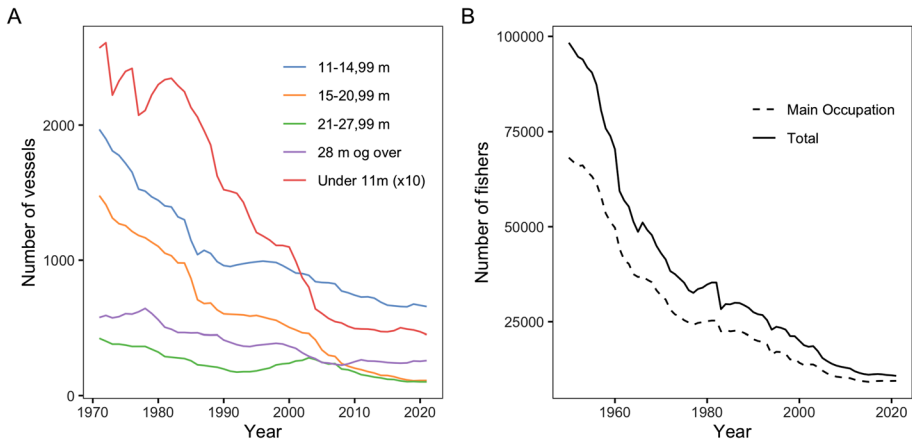 A
Number of vessels
2000
1000
0
1970
1980
1990
2000
2010
2020
Year
11-14,99 m
15-20,99 m
21-27,99 m
28 m og over
Under 11m (x10)
B
Number of fishers
100000
75000
50000
25000
1960
1980
2000
2020
Year
Main Occupation
Total